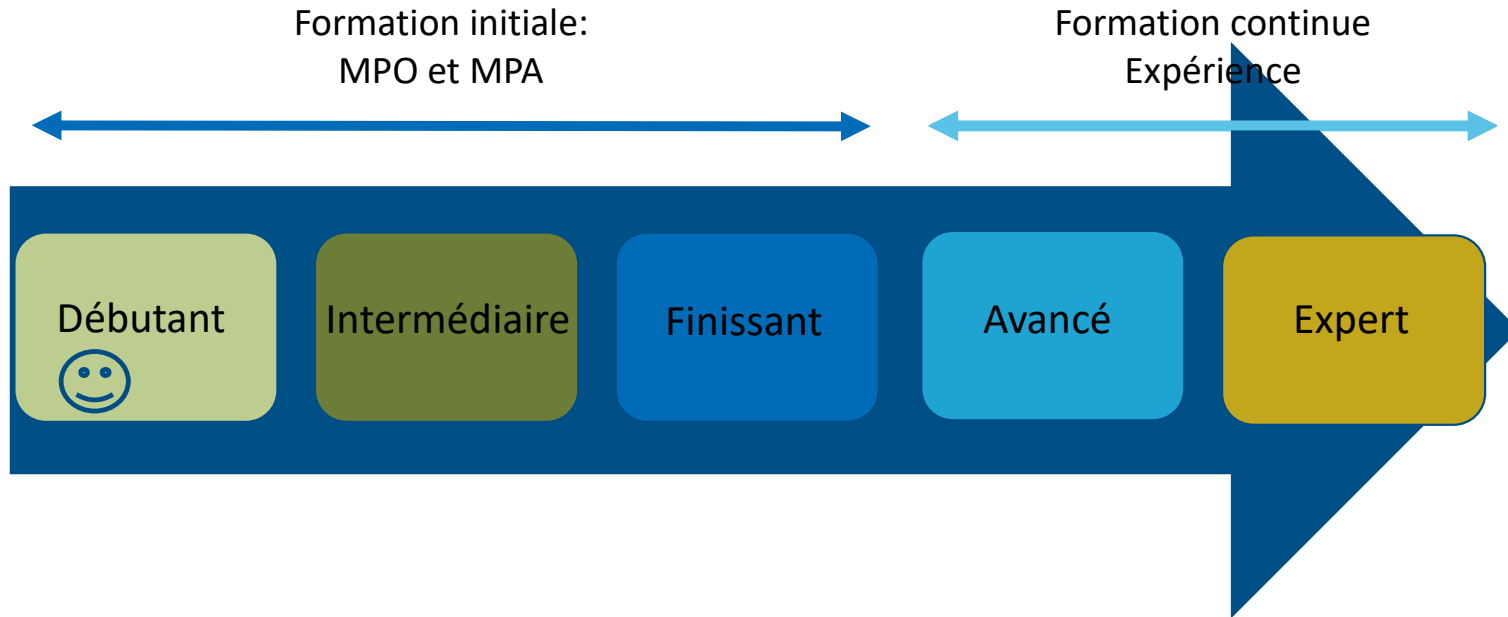 Formation initiale:
MPO et MPA
Formation continue
Expérience
Débutant
Intermédiaire
Finissant
Avancé
Expert